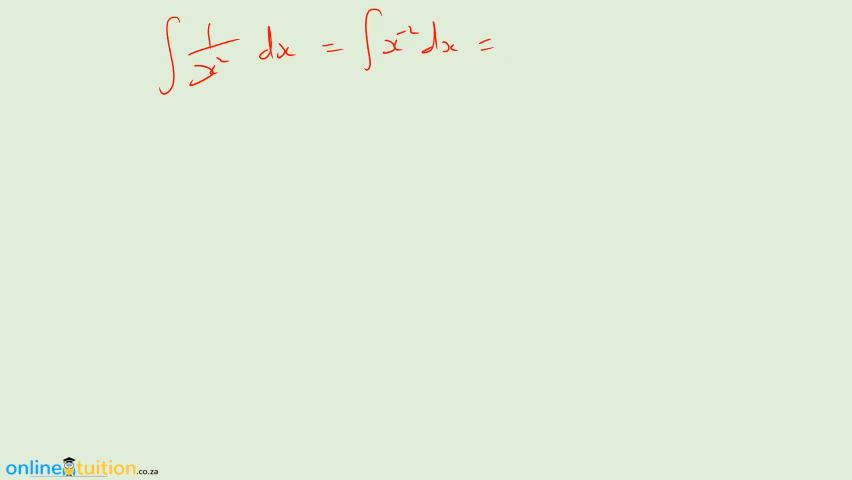 ∫ 1/x² dx = ∫ x⁻² dx =
onlinetuition.co.za